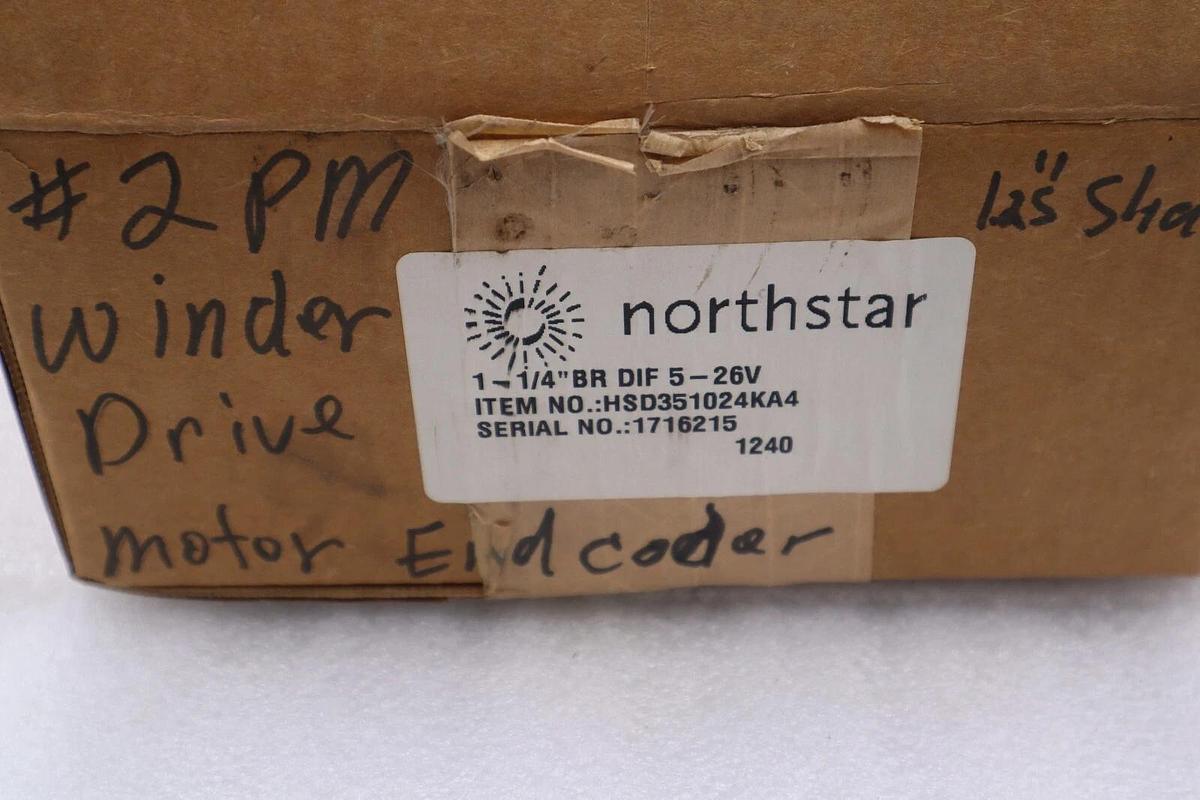 #2 PM
Winder
Drive
motor Endcoder
1.25" Sha
northstar
1-1/4"BR DIF 5-26V
ITEM NO.:HSD351024KA4
SERIAL NO.:1716215
1240